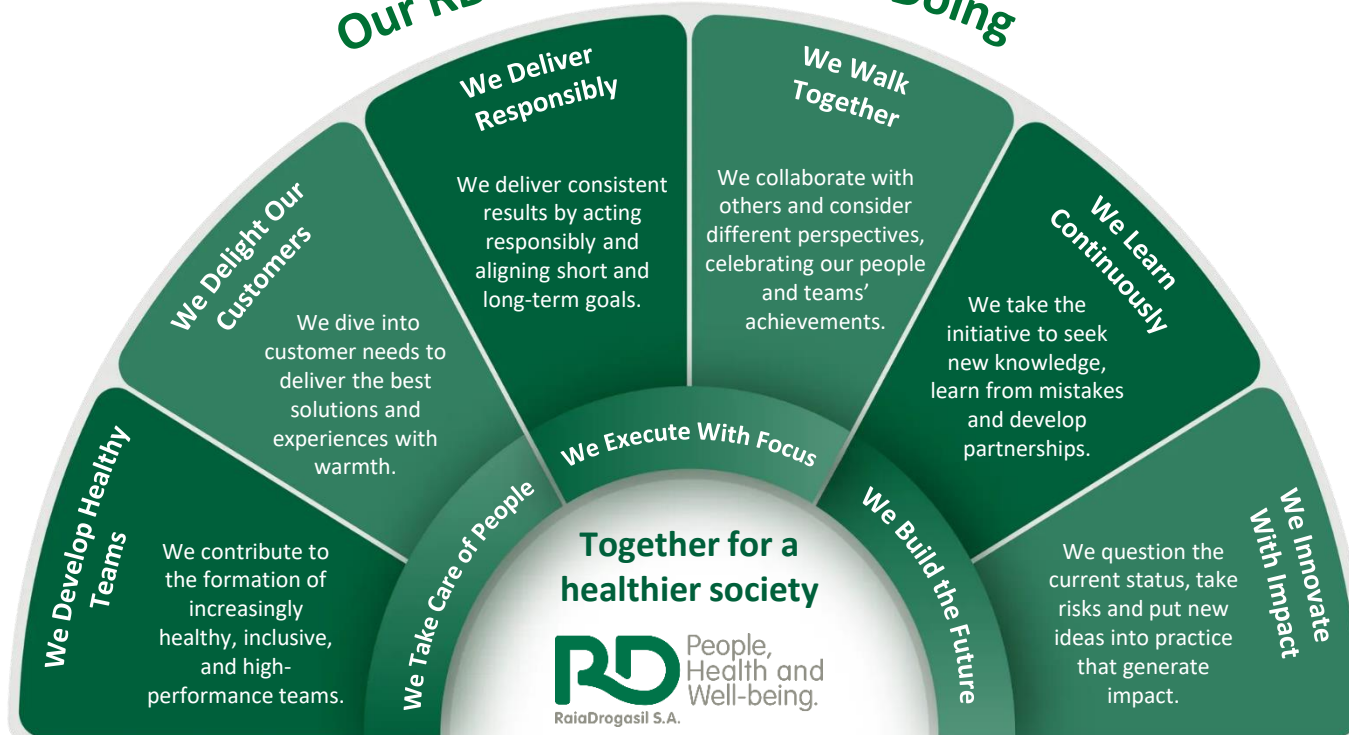 Our RD
Doing
We Develop Healthy
Teams
We contribute to
the formation of
increasingly
healthy, inclusive,
and high-
performance teams.
We Delight Our
Customers
We dive into
customer needs to
deliver the best
solutions and
experiences with
warmth.
We Deliver
Responsibly
We deliver consistent
results by acting
responsibly and
aligning short and
long-term goals.
We Walk
Together
We collaborate with
others and consider
different perspectives,
celebrating our people
and teams’
achievements.
We Learn
Continuously
We take the
initiative to seek
new knowledge,
learn from mistakes
and develop
partnerships.
We Innovate
With Impact
We question the
current status, take
risks and put new
ideas into practice
that generate
impact.
We Take Care of People
We Execute With Focus
We Build the Future
Together for a
healthier society
RD
People,
Health and
Well-being.
RaiaDrogasil S.A.